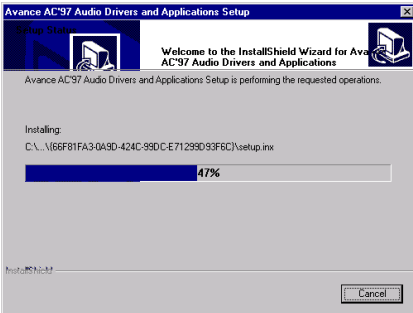 Avance AC'97 Audio Drivers and Applications Setup
Setup Status
Welcome to the InstallShield Wizard for Ava
AC'97 Audio Drivers and Applications
Avance AC'97 Audio Drivers and Applications Setup is performing the requested operations.
Installing:
C:\...\{66F81FA3-0A9D-424C-99DC-E71299D93F6C}\setup.inx
47%
InstallShield
Cancel